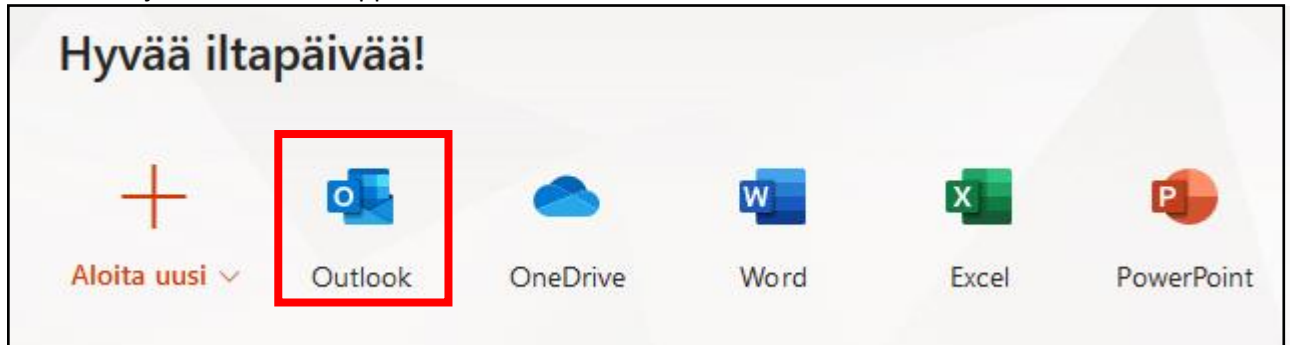 Hyvää iltapäivää!
Aloita uusi
Outlook
OneDrive
Word
Excel
PowerPoint